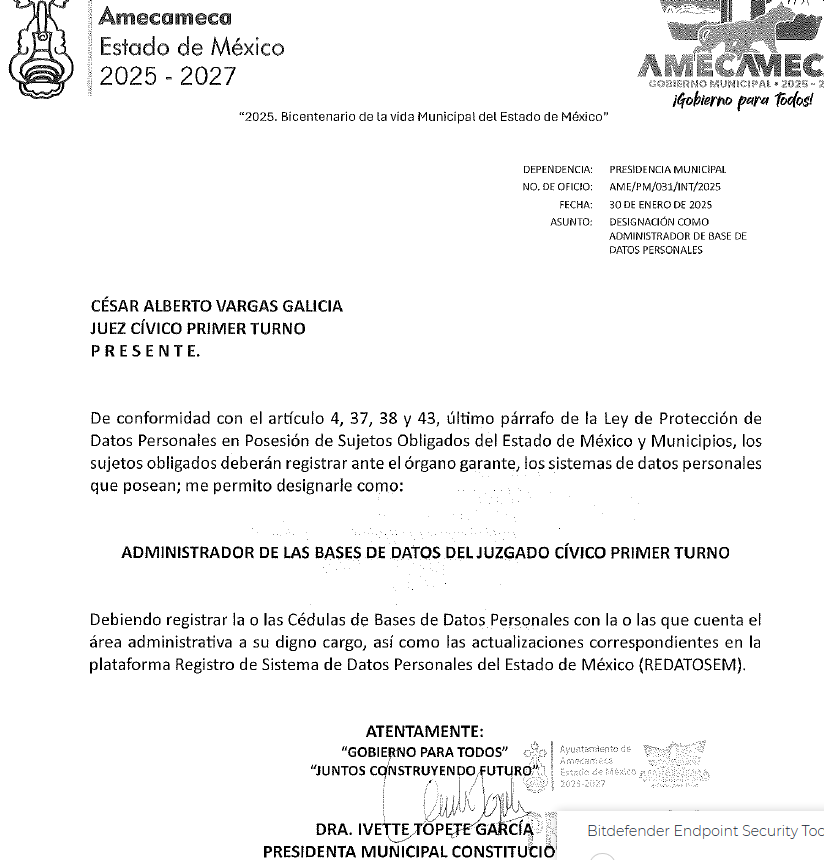 Amecameca
Estado de México
2025 - 2027
AMECAMEC
GOBIERNO MUNICIPAL • 2025 - 2
¡Gobierno para Todos!
“2025. Bicentenario de la vida Municipal del Estado de México”
DEPENDENCIA: PRESIDENCIA MUNICIPAL
NO. DE OFICIO: AME/PM/031/INT/2025
FECHA: 30 DE ENERO DE 2025
ASUNTO: DESIGNACIÓN COMO
ADMINISTRADOR DE BASE DE
DATOS PERSONALES
CÉSAR ALBERTO VARGAS GALICIA
JUEZ CÍVICO PRIMER TURNO
P R E S E N T E.
De conformidad con el artículo 4, 37, 38 y 43, último párrafo de la Ley de Protección de
Datos Personales en Posesión de Sujetos Obligados del Estado de México y Municipios, los
sujetos obligados deberán registrar ante el órgano garante, los sistemas de datos personales
que posean; me permito designarle como:
ADMINISTRADOR DE LAS BASES DE DATOS DEL JUZGADO CÍVICO PRIMER TURNO
Debiendo registrar la o las Cédulas de Bases de Datos Personales con la o las que cuenta el
área administrativa a su digno cargo, así como las actualizaciones correspondientes en la
plataforma Registro de Sistema de Datos Personales del Estado de México (REDATOSEM).
ATENTAMENTE:
“GOBIERNO PARA TODOS”
“JUNTOS CONSTRUYENDO FUTURO”
Ayuntamiento de
Amecameca
Estado de México
2025-2027
DRA. IVETTE TOPETE GARCÍA
PRESIDENTA MUNICIPAL CONSTITUCIO
Bitdefender Endpoint Security Too